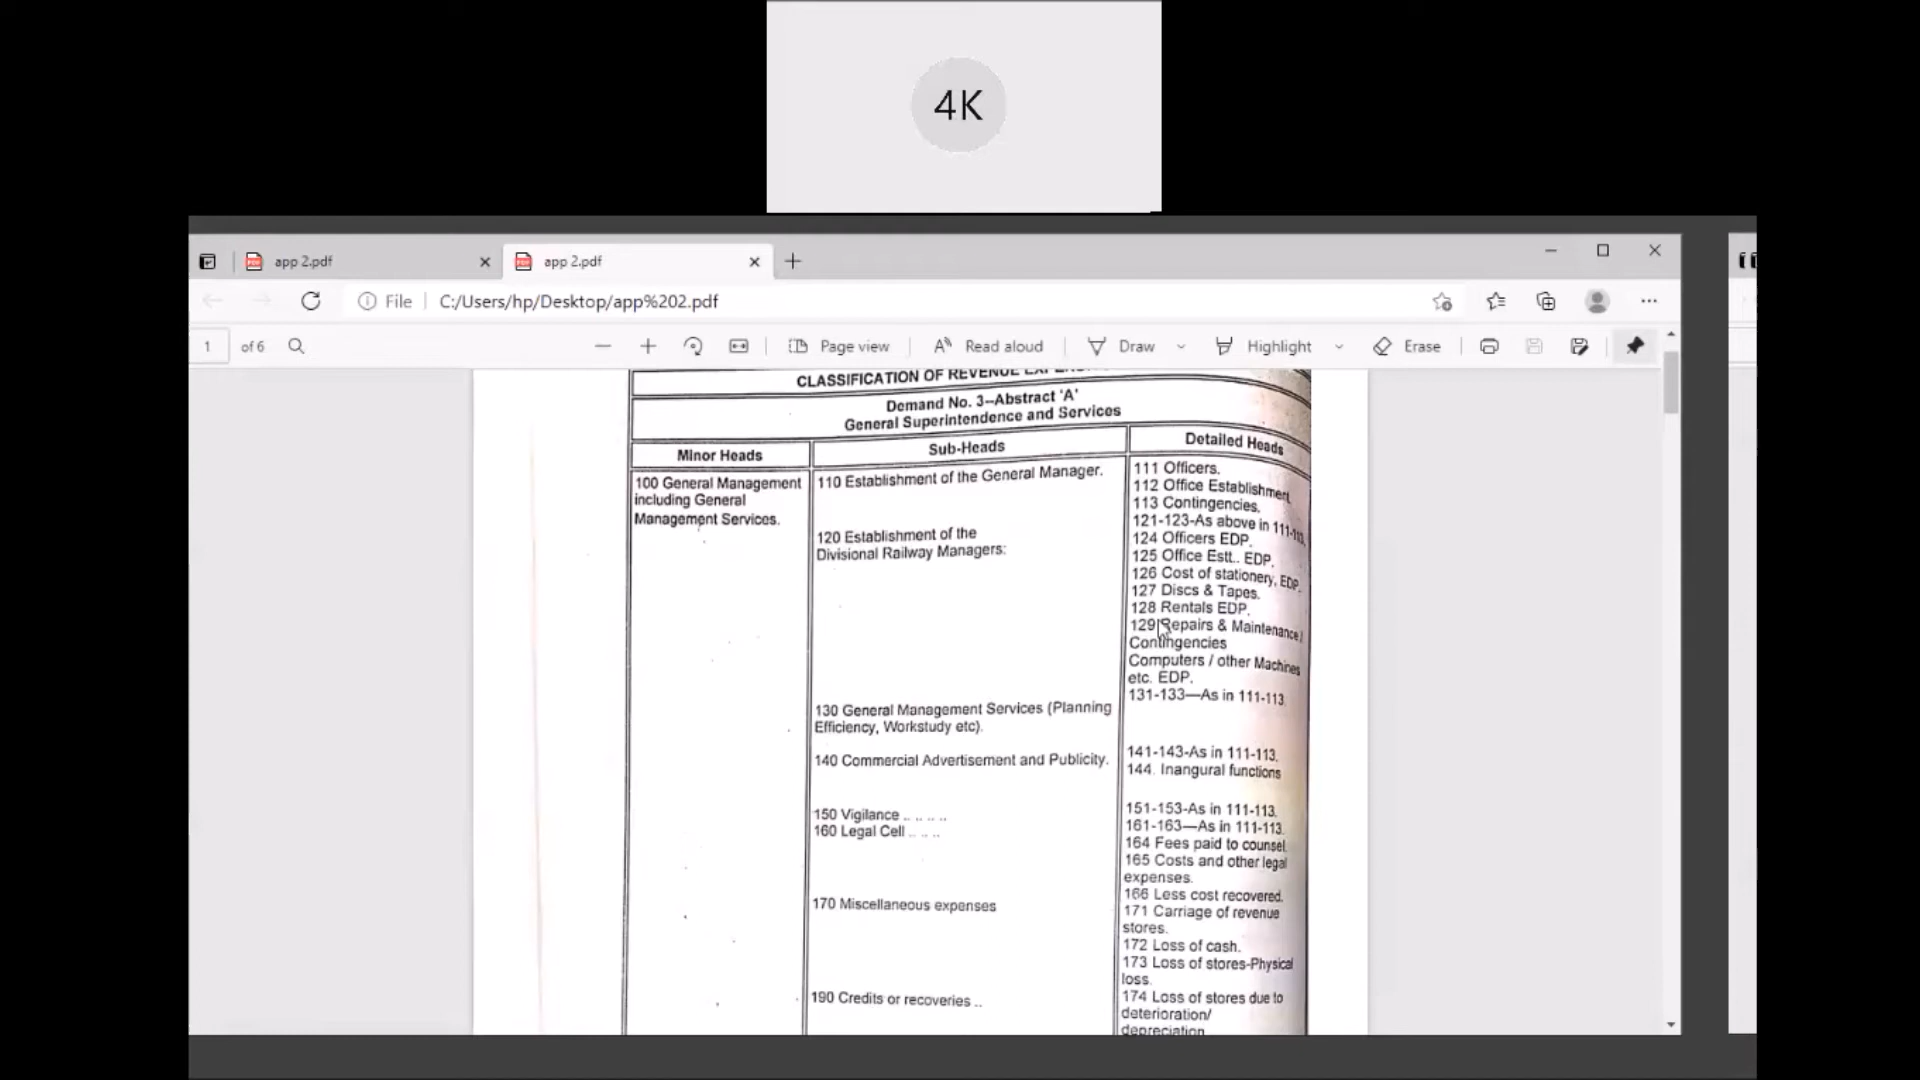 4K
app 2.pdf
app 2.pdf
File
C:/Users/hp/Desktop/app%202.pdf
1
of 6
Page view
Read aloud
Draw
Highlight
Erase
CLASSIFICATION OF REVENUE
Demand No. 3--Abstract 'A'
General Superintendence and Services
Minor Heads
Sub-Heads
Detailed Heads
100 General Management
including General
Management Services.
110 Establishment of the General Manager.
120 Establishment of the
Divisional Railway Managers:
130 General Management Services (Planning
Efficiency, Workstudy etc).
140 Commercial Advertisement and Publicity.
150 Vigilance .. .. .. ..
160 Legal Cell .. .. ..
170 Miscellaneous expenses
190 Credits or recoveries ..
111 Officers.
112 Office Establishment
113 Contingencies.
121-123-As above in 111-113.
124 Officers EDP.
125 Office Estt.. EDP.
126 Cost of stationery, EDP.
127 Discs & Tapes.
128 Rentals EDP.
129 Repairs & Maintenance /
Contingencies
Computers / other Machines
etc. EDP.
131-133—As in 111-113
141-143-As in 111-113.
144. Inangural functions
151-153-As in 111-113.
161-163—As in 111-113.
164 Fees paid to counsel
165 Costs and other legal
expenses.
166 Less cost recovered.
171 Carriage of revenue
stores.
172 Loss of cash.
173 Loss of stores-Physical
loss.
174 Loss of stores due to
deterioration/
depreciation